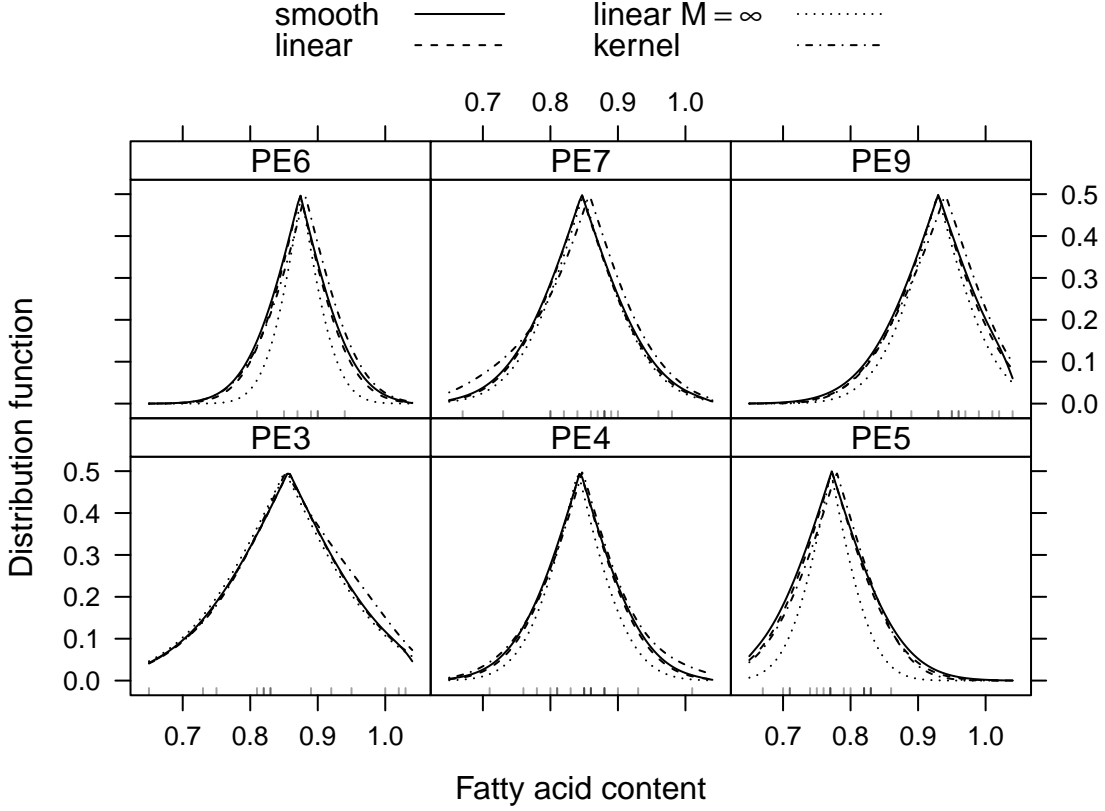 smooth linear M = ∞
linear kernel
0.7 0.8 0.9 1.0
PE6 PE7 PE9
0.5
0.4
0.3
0.2
0.1
0.0
Distribution function
PE3 PE4 PE5
0.5
0.4
0.3
0.2
0.1
0.0
0.7 0.8 0.9 1.0 0.7 0.8 0.9 1.0
Fatty acid content